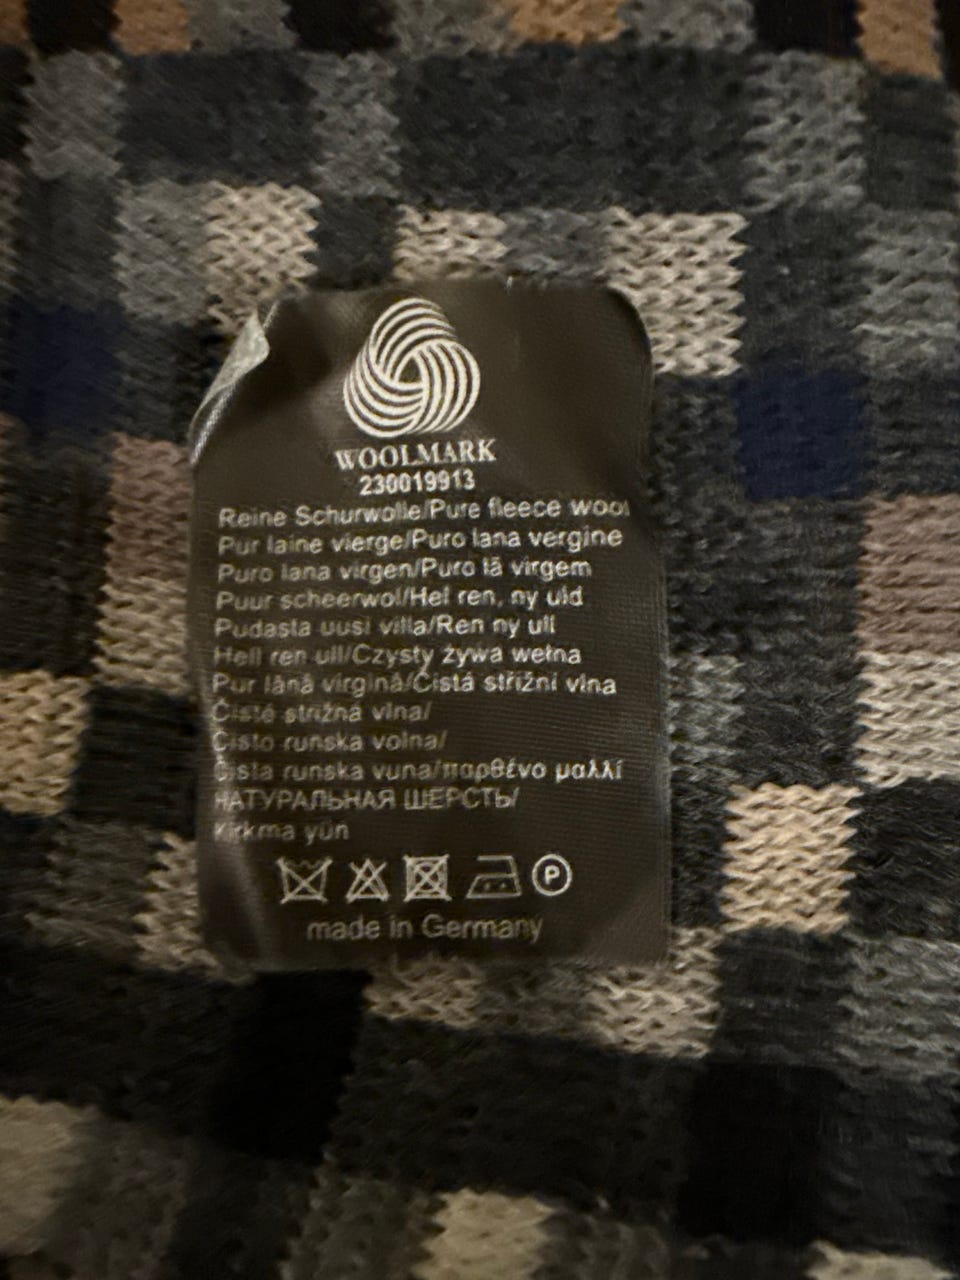 WOOLMARK
230019913
Reine Schurwolle/Pure fleece wool
Pur laine vierge/Puro lana vergine
Puro lana virgen/Puro lã virgem
Puur scheerwol/Hel ren, ny uld
Pudasta uusi villa/Ren ny ull
Hell ren ull/Czysty żywa wełna
Pur lână virgină/Čistá střižní vlna
Čisté strižná vlna/
Čisto runska volna/
Čista runska vuna/παρθένο μαλλί
НАТУРАЛЬНАЯ ШЕРСТЬ/
Kirkma yün
P
made in Germany